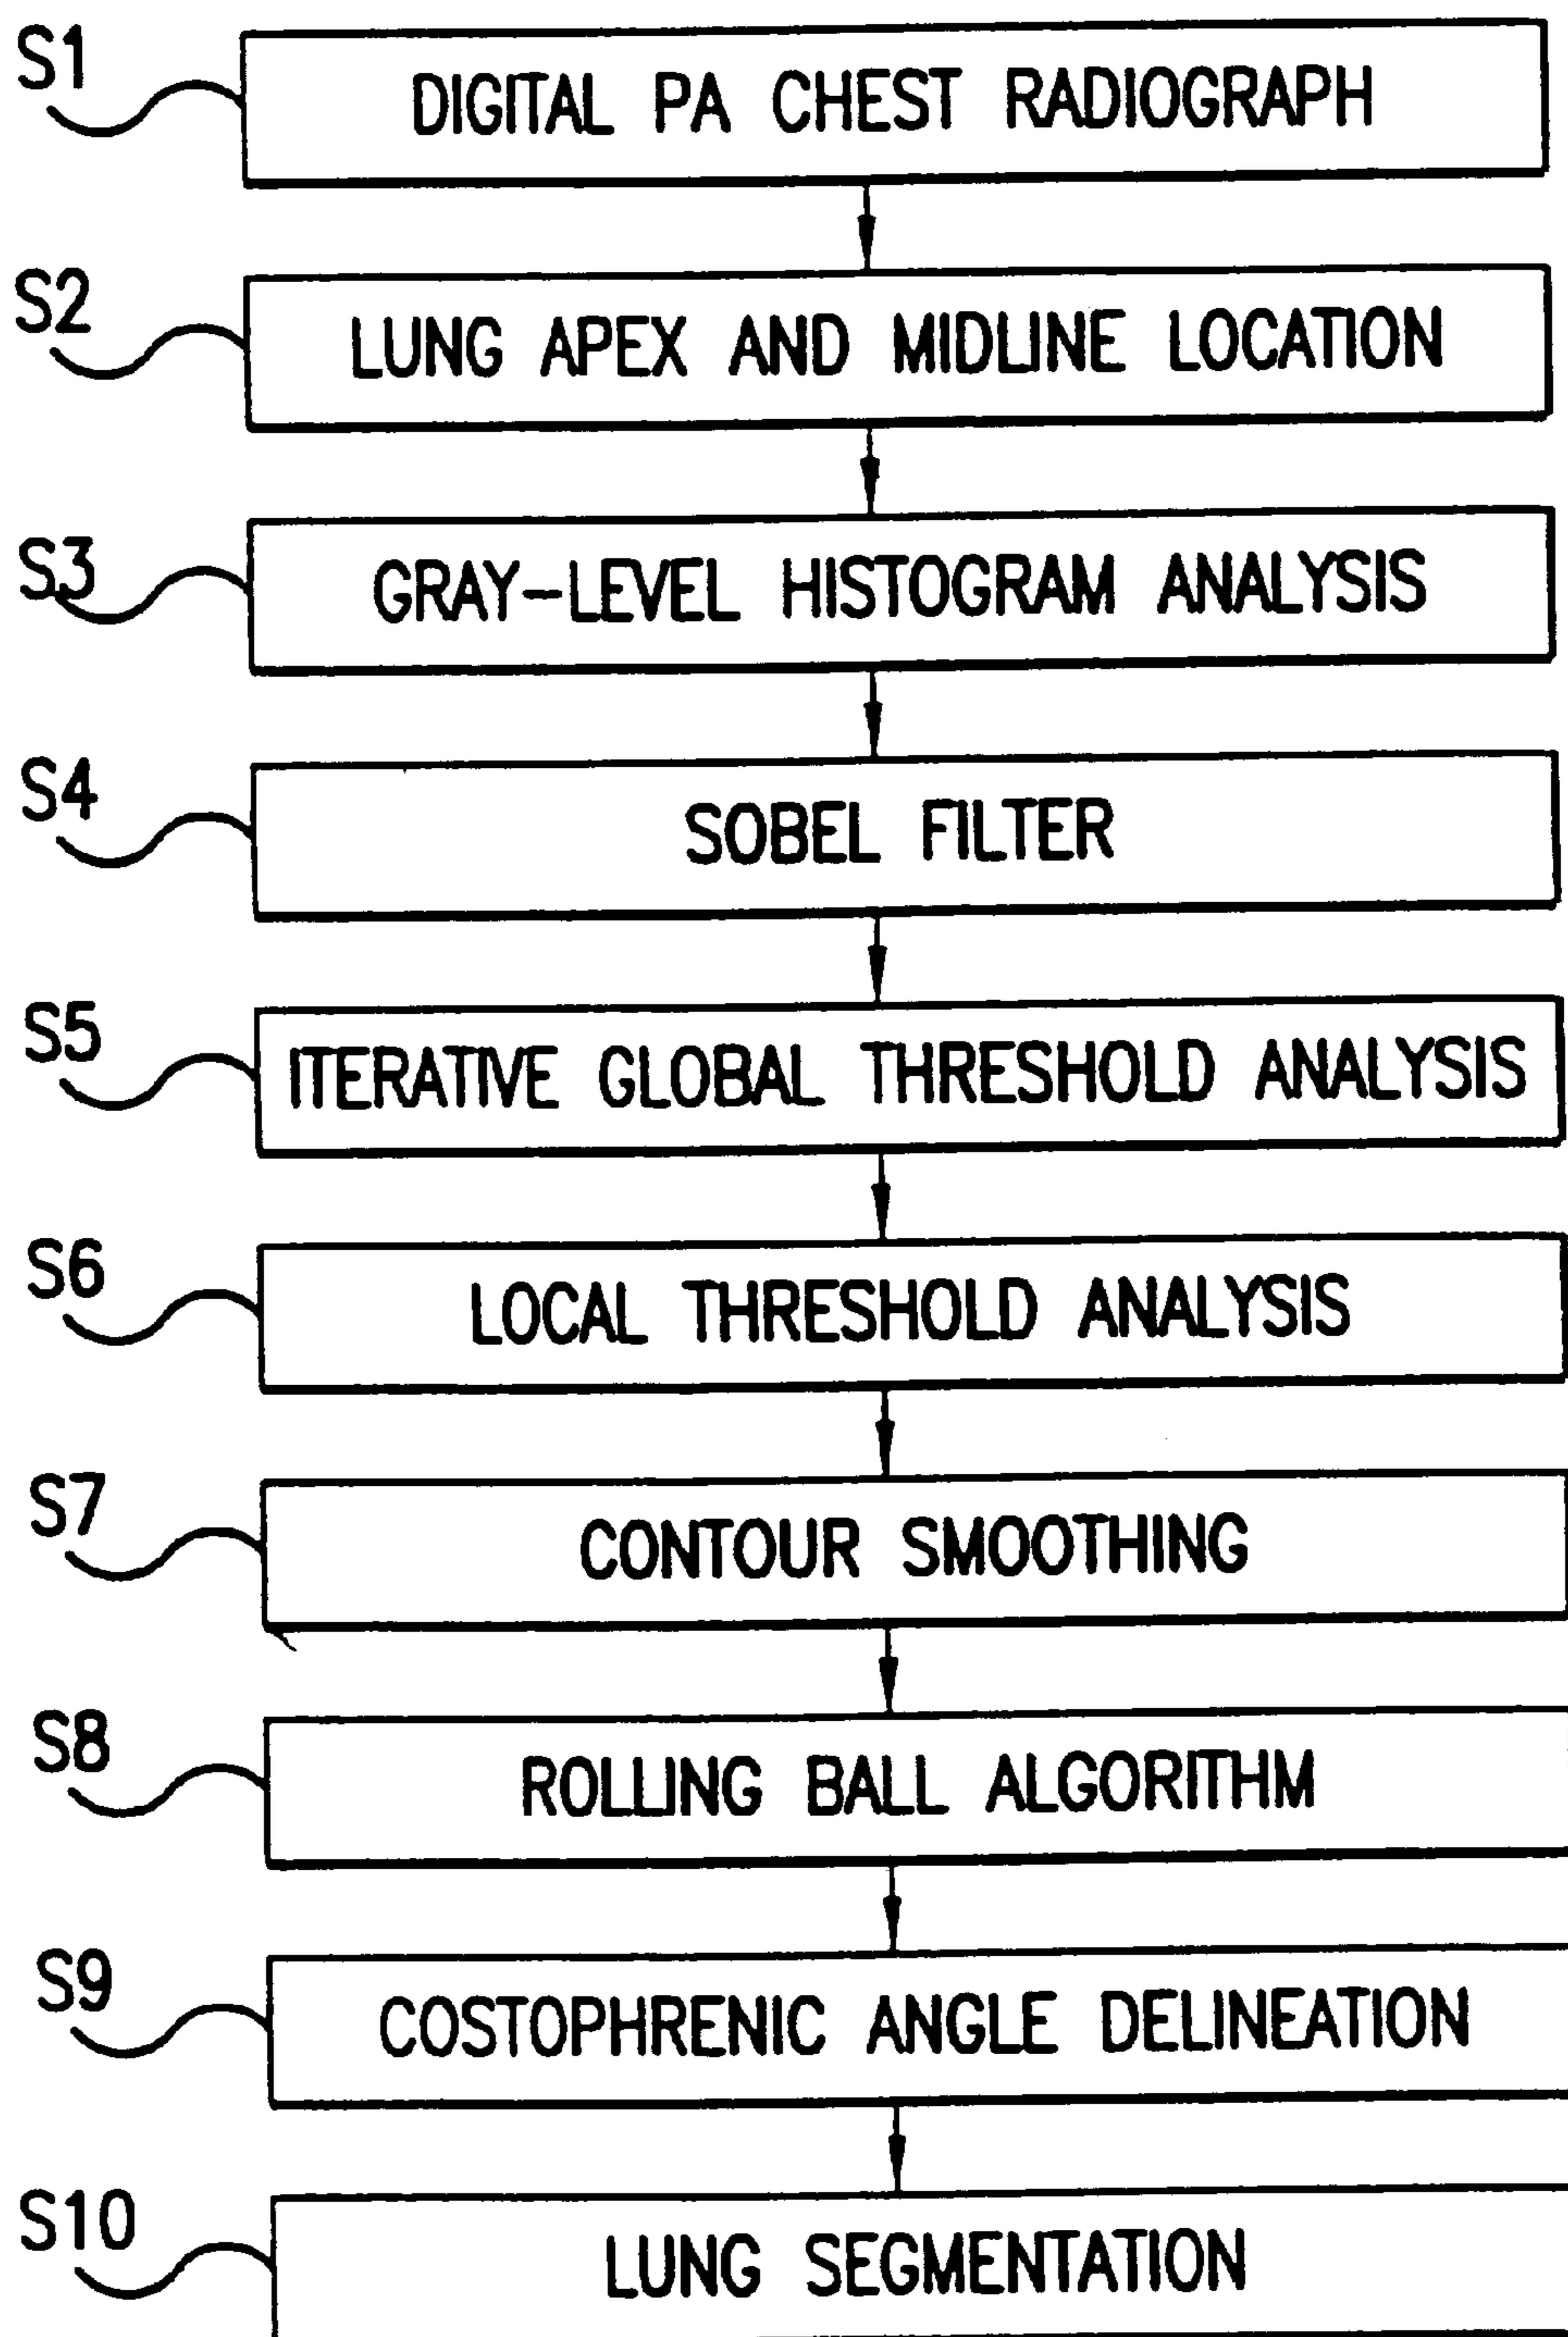 S1
DIGITAL PA CHEST RADIOGRAPH
S2
LUNG APEX AND MIDLINE LOCATION
S3
GRAY-LEVEL HISTOGRAM ANALYSIS
S4
SOBEL FILTER
S5
ITERATIVE GLOBAL THRESHOLD ANALYSIS
S6
LOCAL THRESHOLD ANALYSIS
S7
CONTOUR SMOOTHING
S8
ROLLING BALL ALGORITHM
S9
COSTOPHRENIC ANGLE DELINEATION
S10
LUNG SEGMENTATION